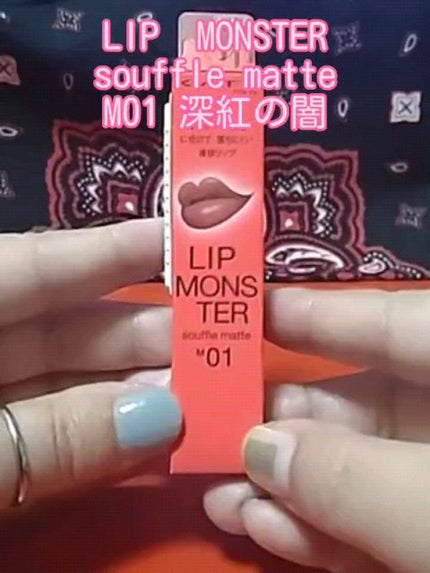 LIP MONSTER
souffle matte
M01 深紅の闇
LIP
MONS
TER
souffle matte
M01